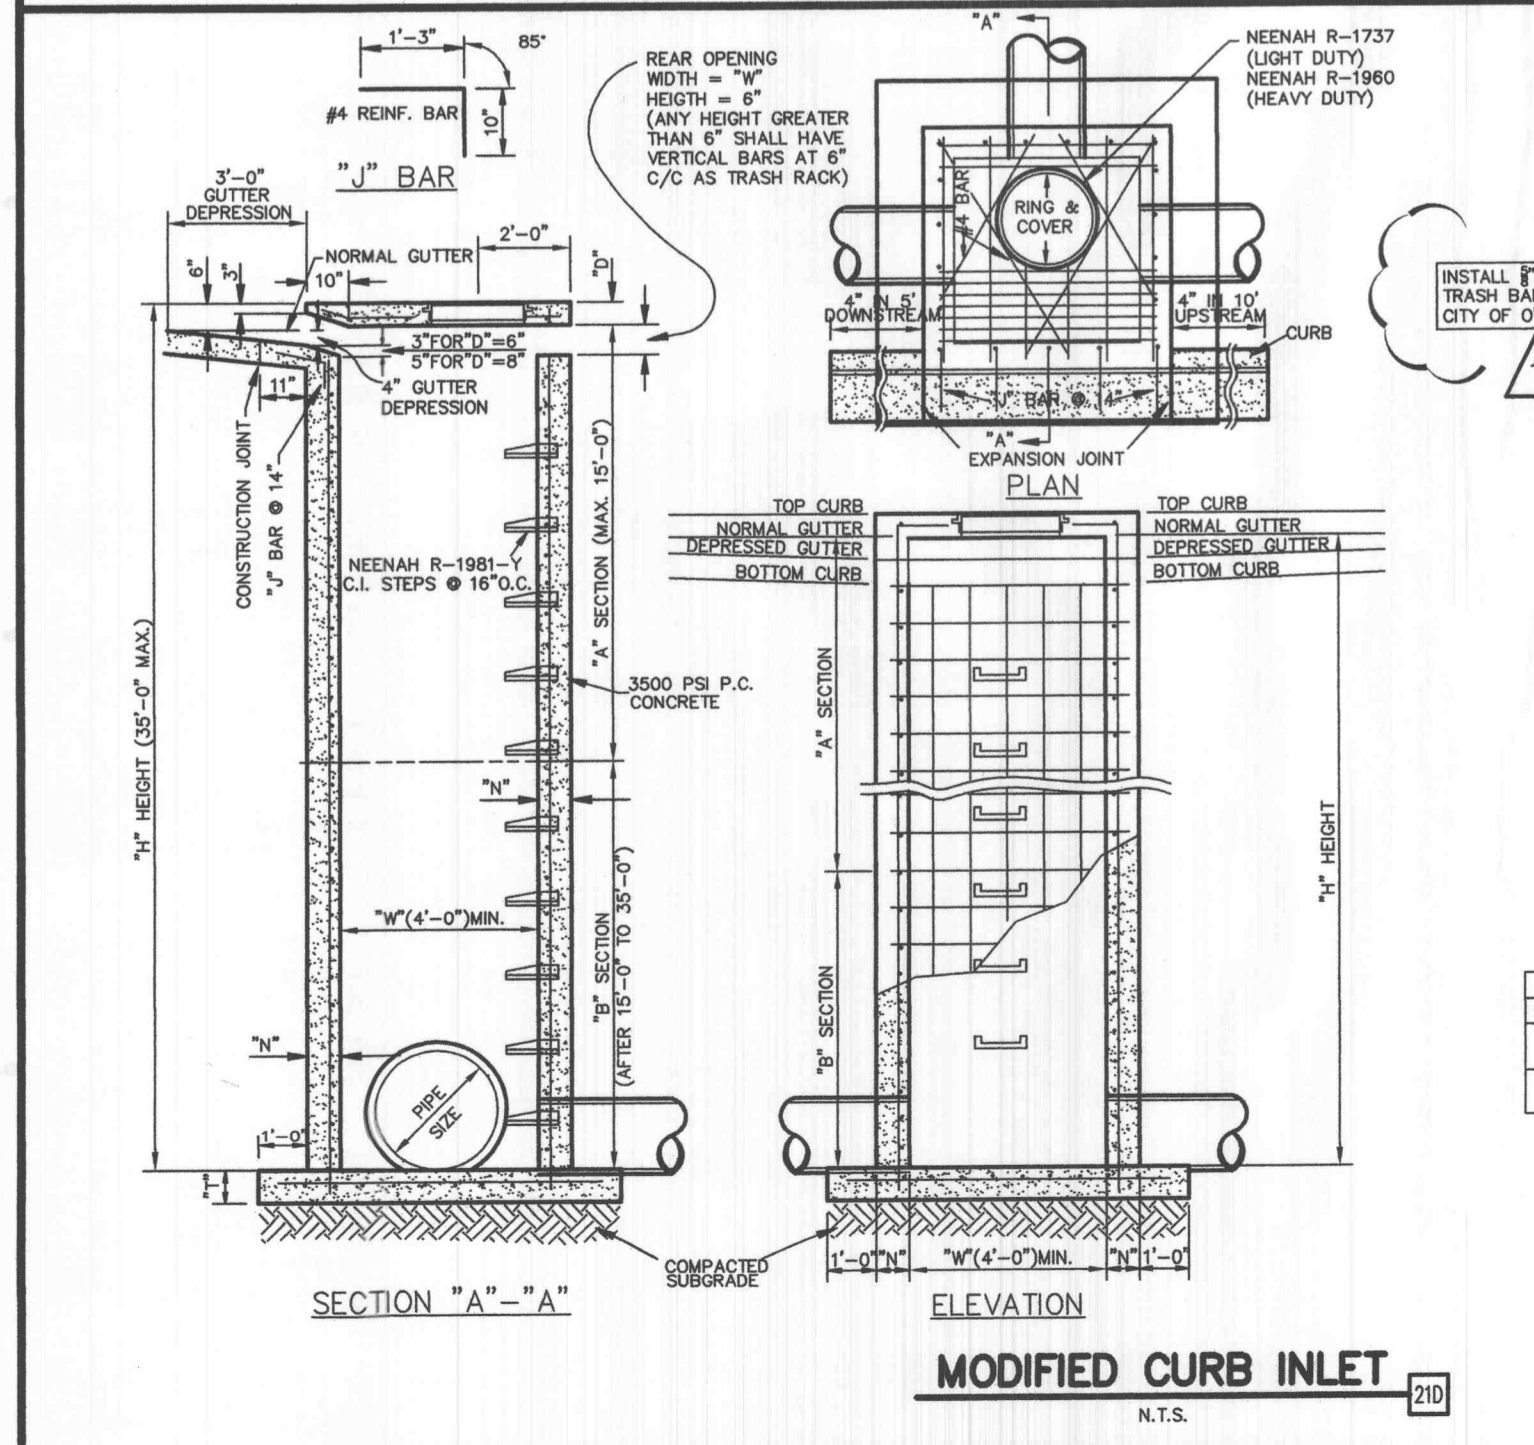 1'-3"
85°
#4 REINF. BAR
10"
"J" BAR
REAR OPENING
WIDTH = "W"
HEIGTH = 6"
(ANY HEIGHT GREATER
THAN 6" SHALL HAVE
VERTICAL BARS AT 6"
C/C AS TRASH RACK)
3'-0"
GUTTER
DEPRESSION
6"
3"
NORMAL GUTTER
10"
2'-0"
"D"
3"FOR"D"=6"
5"FOR"D"=8"
4" GUTTER
DEPRESSION
11"
CONSTRUCTION JOINT
"J" BAR @ 14"
NEENAH R-1981-Y
C.I. STEPS @ 16"O.C.
"A" SECTION (MAX. 15'-0")
3500 PSI P.C.
CONCRETE
"H" HEIGHT (35'-0" MAX.)
"N"
"W"(4'-0")MIN.
"B" SECTION
(AFTER 15'-0" TO 35'-0")
"N"
PIPE
SIZE
1'-0"
"T"
COMPACTED
SUBGRADE
SECTION "A"-"A"
"A"
NEENAH R-1737
(LIGHT DUTY)
NEENAH R-1960
(HEAVY DUTY)
#4 BAR
RING &
COVER
4" IN 5'
DOWNSTREAM
4" IN 10'
UPSTREAM
CURB
"J" BAR @ 14"
"A"
EXPANSION JOINT
PLAN
INSTALL
TRASH
CITY OF
TOP CURB
NORMAL GUTTER
DEPRESSED GUTTER
BOTTOM CURB
TOP CURB
NORMAL GUTTER
DEPRESSED GUTTER
BOTTOM CURB
"A" SECTION
"B" SECTION
"H" HEIGHT
1'-0"
"N"
"W"(4'-0")MIN.
"N"
1'-0"
ELEVATION
MODIFIED CURB INLET
21D
N.T.S.